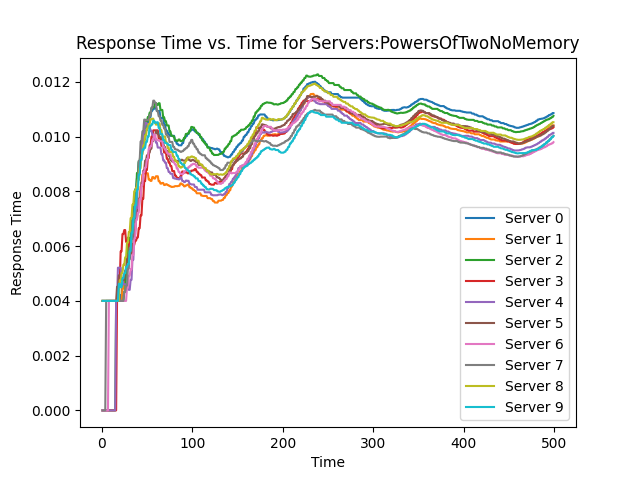 Response Time vs. Time for Servers:PowersOfTwoNoMemory
Response Time
0.012
0.010
0.008
0.006
0.004
0.002
0.000
Server 0
Server 1
Server 2
Server 3
Server 4
Server 5
Server 6
Server 7
Server 8
Server 9
0 100 200 300 400 500
Time